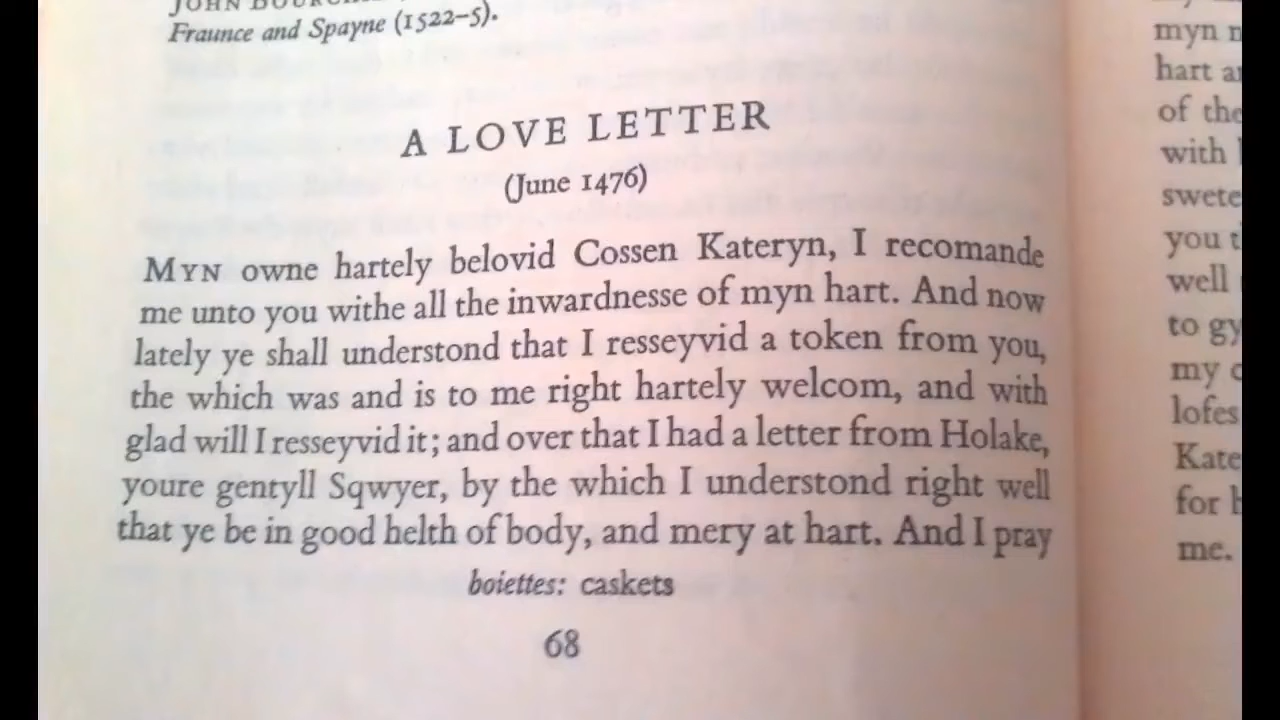 JOHN
Fraunce and Spayne (1522–5).
A LOVE LETTER
(June 1476)
MYN owne hartely belovid Cossen Kateryn, I recomande
me unto you withe all the inwardnesse of myn hart. And now
lately ye shall understond that I resseyvid a token from you,
the which was and is to me right hartely welcom, and with
glad will I resseyvid it; and over that I had a letter from Holake,
youre gentyll Sqwyer, by the which I understond right well
that ye be in good helth of body, and mery at hart. And I pray
boiettes: caskets
68
myn
hart
of the
with
swete
you
well
to
my
lofes
Kate
for
me.